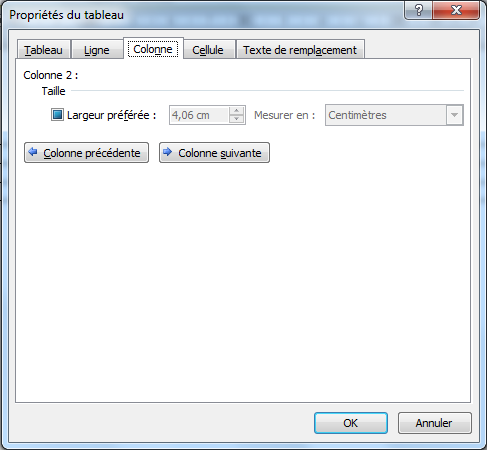 Propriétés du tableau
Tableau Ligne Colonne Cellule Texte de remplacement
Colonne 2 :
Taille
Largeur préférée : 4,06 cm Mesurer en : Centimètres
Colonne précédente Colonne suivante
OK Annuler